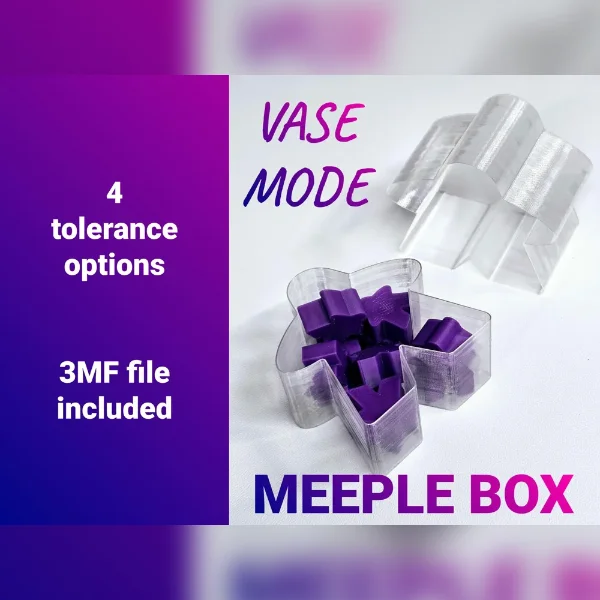 4
tolerance
options
3MF file
included
VASE
MODE
MEEPLE BOX